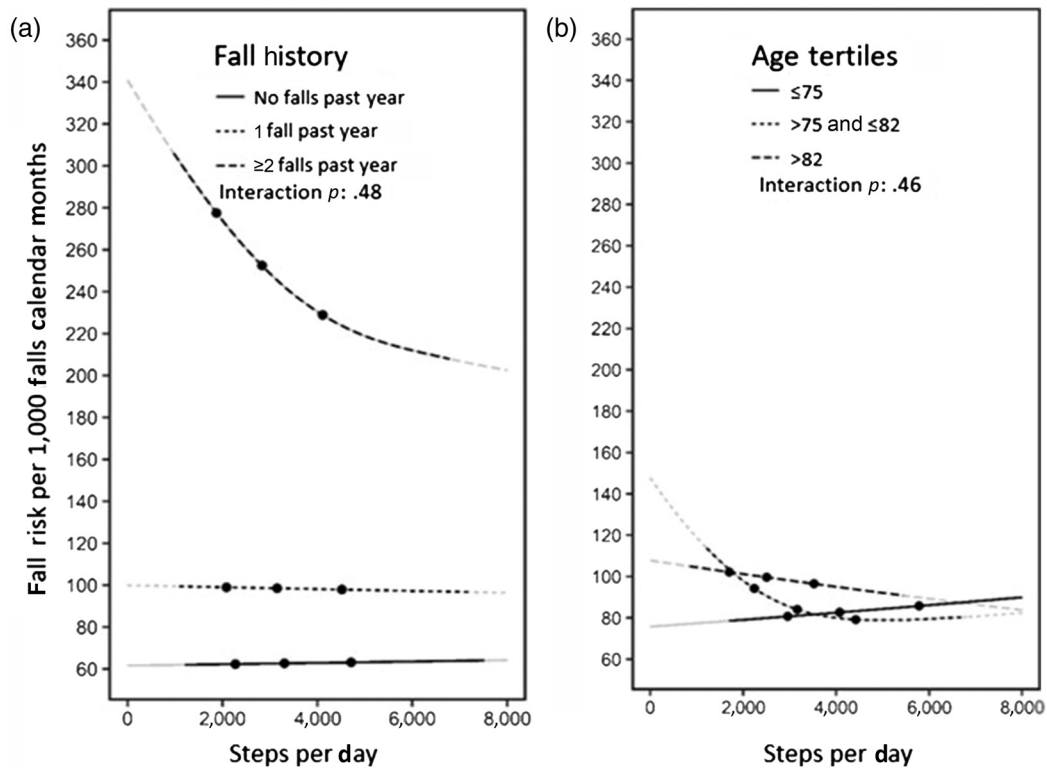 (a)
Fall history
No falls past year
1 fall past year
≥2 falls past year
Interaction p: .48
Fall risk per 1,000 falls calendar months
360
340
320
300
280
260
240
220
200
180
160
140
120
100
80
60
0 2,000 4,000 6,000 8,000
Steps per day
(b)
Age tertiles
≤75
>75 and ≤82
>82
Interaction p: .46
360
340
320
300
280
260
240
220
200
180
160
140
120
100
80
60
0 2,000 4,000 6,000 8,000
Steps per day